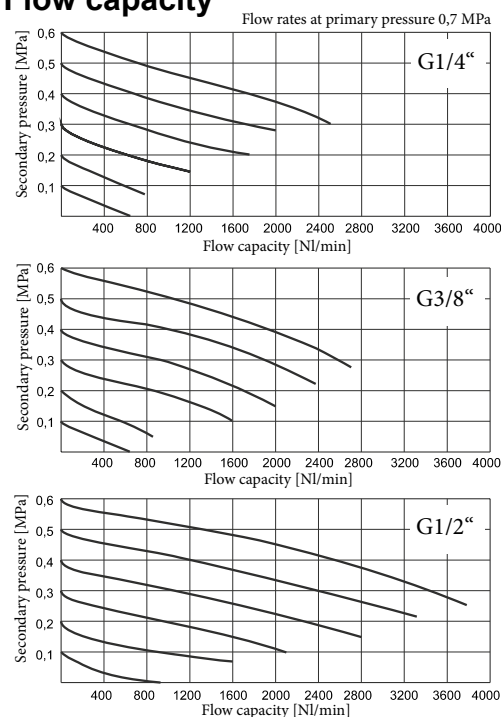 Flow capacity
Flow rates at primary pressure 0,7 MPa
Secondary pressure [MPa]
0,6
0,5
0,4
0,3
0,2
0,1
G1/4“
400 800 1200 1600 2000 2400 2800 3200 3600 4000
Flow capacity [Nl/min]
Secondary pressure [MPa]
0,6
0,5
0,4
0,3
0,2
0,1
G3/8“
400 800 1200 1600 2000 2400 2800 3200 3600 4000
Flow capacity [Nl/min]
Secondary pressure [MPa]
0,6
0,5
0,4
0,3
0,2
0,1
G1/2“
400 800 1200 1600 2000 2400 2800 3200 3600 4000
Flow capacity [Nl/min]